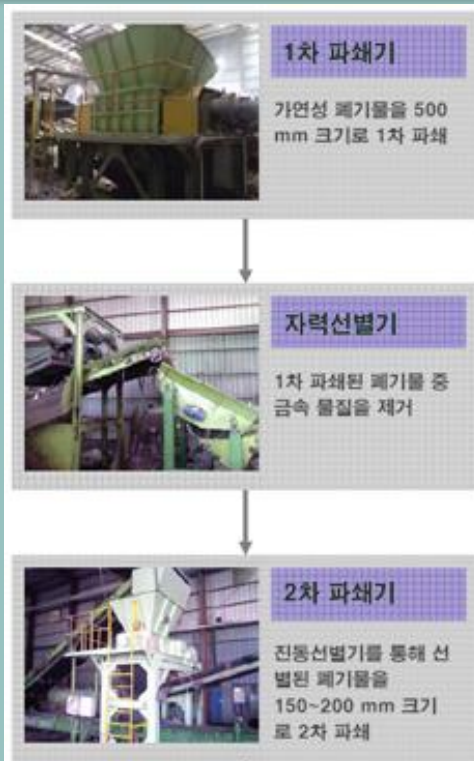 1차 파쇄기
가연성 폐기물을 500
mm 크기로 1차 파쇄
자력선별기
1차 파쇄된 폐기물 중
금속 물질을 제거
2차 파쇄기
진동선별기를 통해 선
별된 폐기물을
150~200 mm 크기
로 2차 파쇄